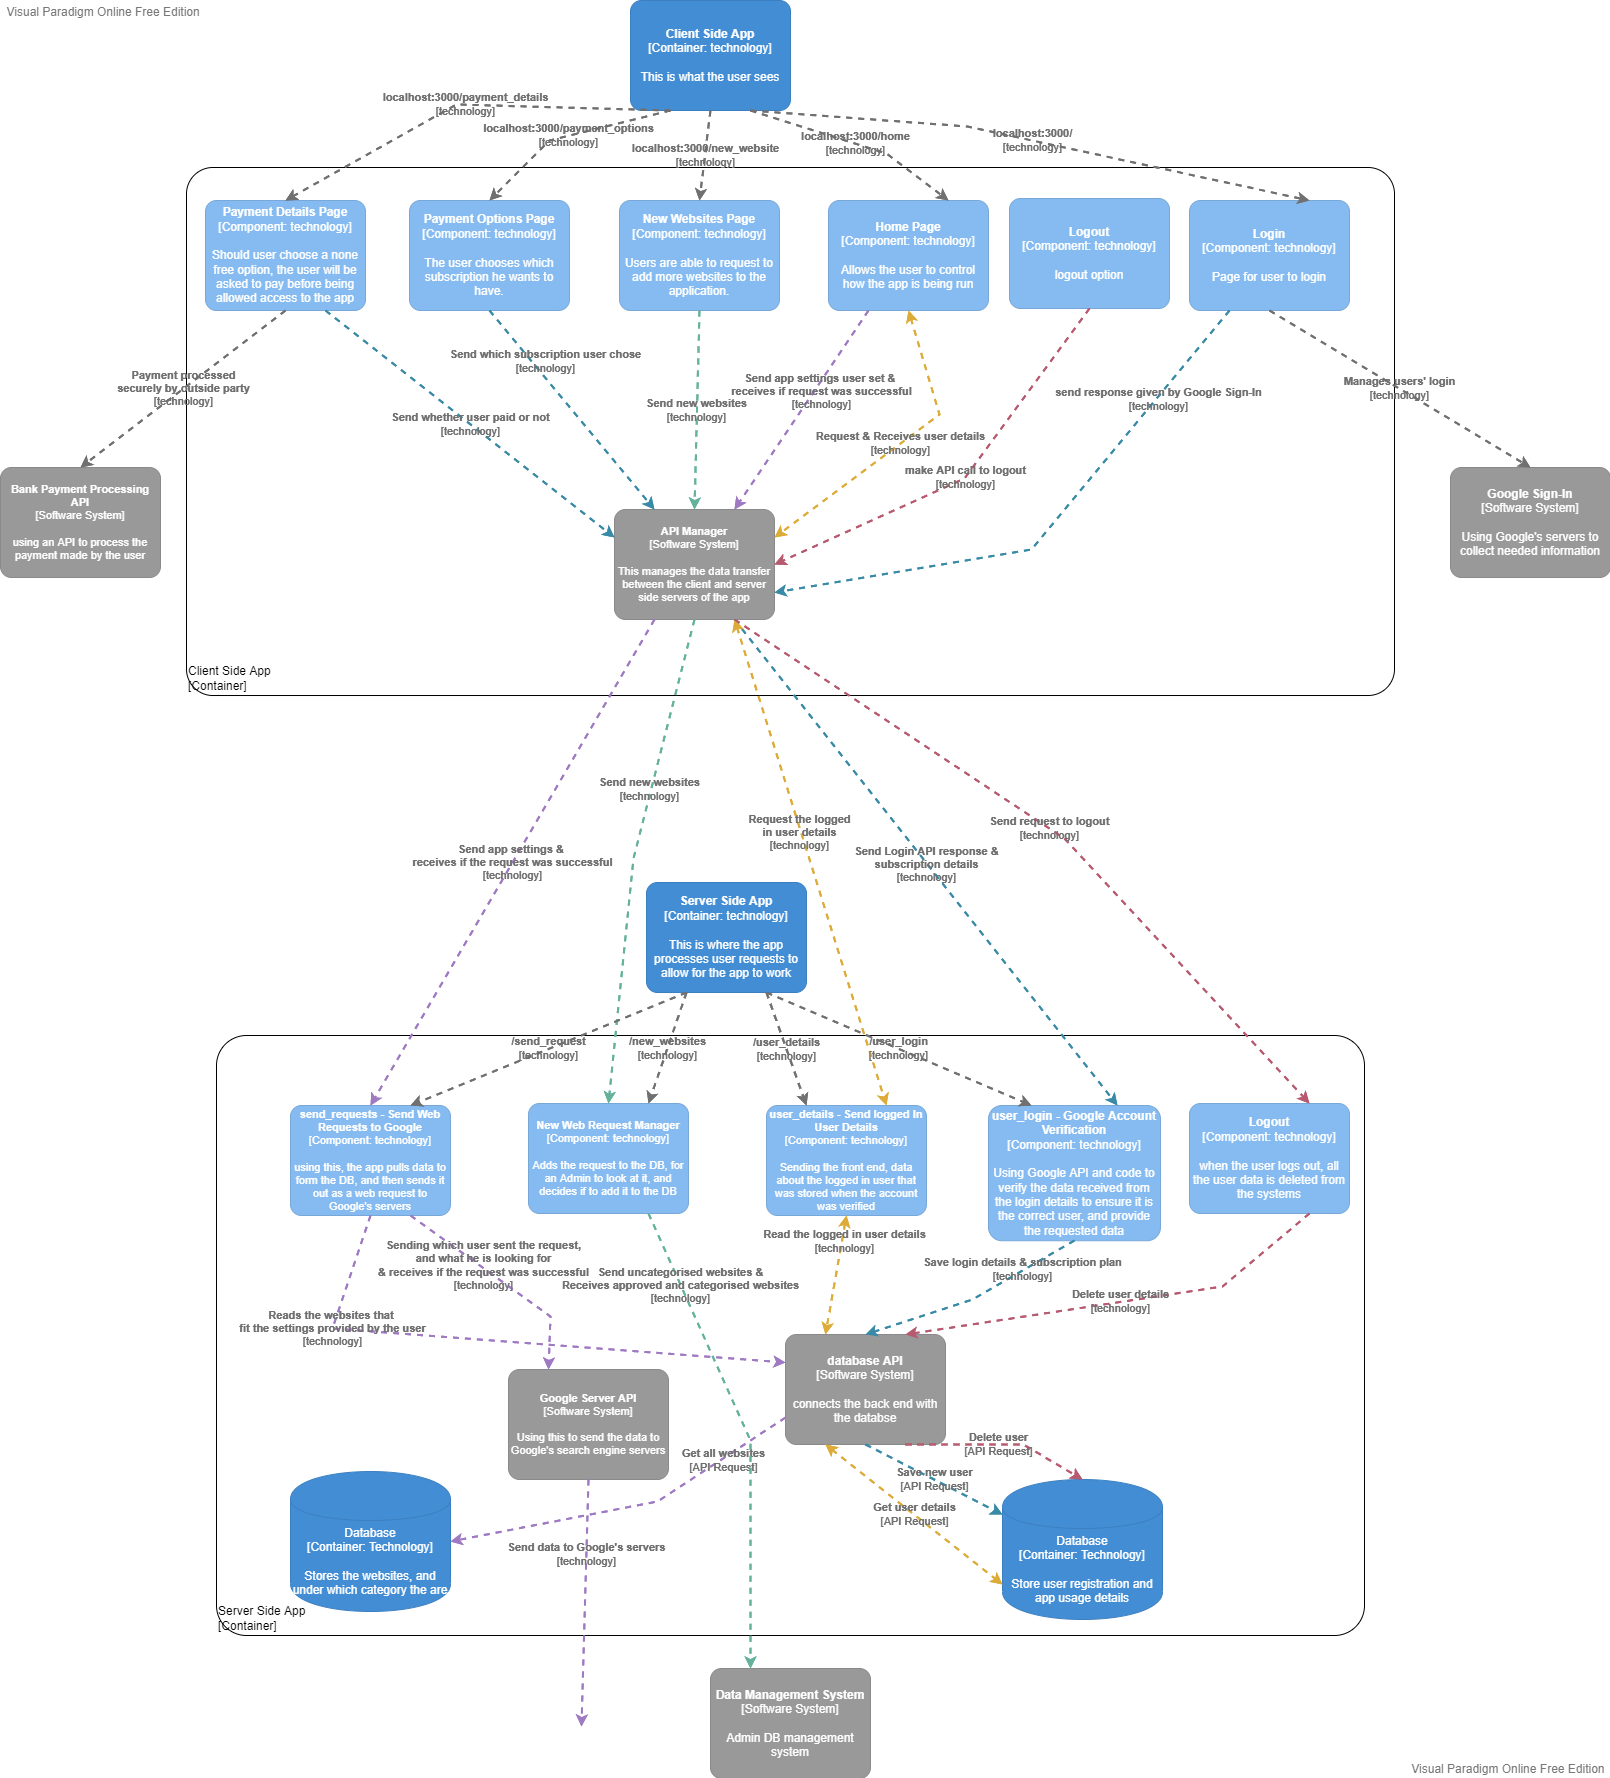 Visual Paradigm Online Free Edition
Client Side App
[Container: technology]
This is what the user sees
localhost:3000/payment_details
[technology]
localhost:3000/payment_options
[technology]
localhost:3000/new_website
[technology]
localhost:3000/home
[technology]
localhost:3000/
[technology]
Payment Details Page
[Component: technology]
Should user choose a none
free option, the user will be
asked to pay before being
allowed access to the app
Payment Options Page
[Component: technology]
The user chooses which
subscription he wants to
have.
New Websites Page
[Component: technology]
Users are able to request to
add more websites to the
application.
Home Page
[Component: technology]
Allows the user to control
how the app is being run
Logout
[Component: technology]
logout option
Login
[Component: technology]
Page for user to login
Payment processed
securely by outside party
[technology]
Send which subscription user chose
[technology]
Send whether user paid or not
[technology]
Send new websites
[technology]
Send app settings user set &
receives if request was successful
[technology]
Request & Receives user details
[technology]
make API call to logout
[technology]
send response given by Google Sign-In
[technology]
Manages users' login
[technology]
Bank Payment Processing
API
[Software System]
using an API to process the
payment made by the user
API Manager
[Software System]
This manages the data transfer
between the client and server
side servers of the app
Google Sign-In
[Software System]
Using Google's servers to
collect needed information
Client Side App
[Container]
Send new websites
[technology]
Send app settings &
receives if the request was successful
[technology]
Request the logged
in user details
[technology]
Send Login API response &
subscription details
[technology]
Send request to logout
[technology]
Server Side App
[Container: technology]
This is where the app
processes user requests to
allow for the app to work
/send_request
[technology]
/new_websites
[technology]
/user_details
[technology]
/user_login
[technology]
send_requests - Send Web
Requests to Google
[Component: technology]
using this, the app pulls data to
form the DB, and then sends it
out as a web request to
Google's servers
New Web Request Manager
[Component: technology]
Adds the request to the DB, for
an Admin to look at it, and
decides if to add it to the DB
user_details - Send logged In
User Details
[Component: technology]
Sending the front end, data
about the logged in user that
was stored when the account
was verified
user_login - Google Account
Verification
[Component: technology]
Using Google API and code to
verify the data received from
the login details to ensure it is
the correct user, and provide
the requested data
Logout
[Component: technology]
when the user logs out, all
the user data is deleted from
the systems
Sending which user sent the request,
and what he is looking for
& receives if the request was successful
[technology]
Send uncategorised websites &
Receives approved and categorised websites
[technology]
Read the logged in user details
[technology]
Save login details & subscription plan
[technology]
Delete user details
[technology]
Reads the websites that
fit the settings provided by the user
[technology]
Google Server API
[Software System]
Using this to send the data to
Google's search engine servers
database API
[Software System]
connects the back end with
the databse
Get all websites
[API Request]
Delete user
[API Request]
Save new user
[API Request]
Get user details
[API Request]
Send data to Google's servers
[technology]
Database
[Container: Technology]
Stores the websites, and
under which category the are
Database
[Container: Technology]
Store user registration and
app usage details
Server Side App
[Container]
Data Management System
[Software System]
Admin DB management
system
Visual Paradigm Online Free Edition